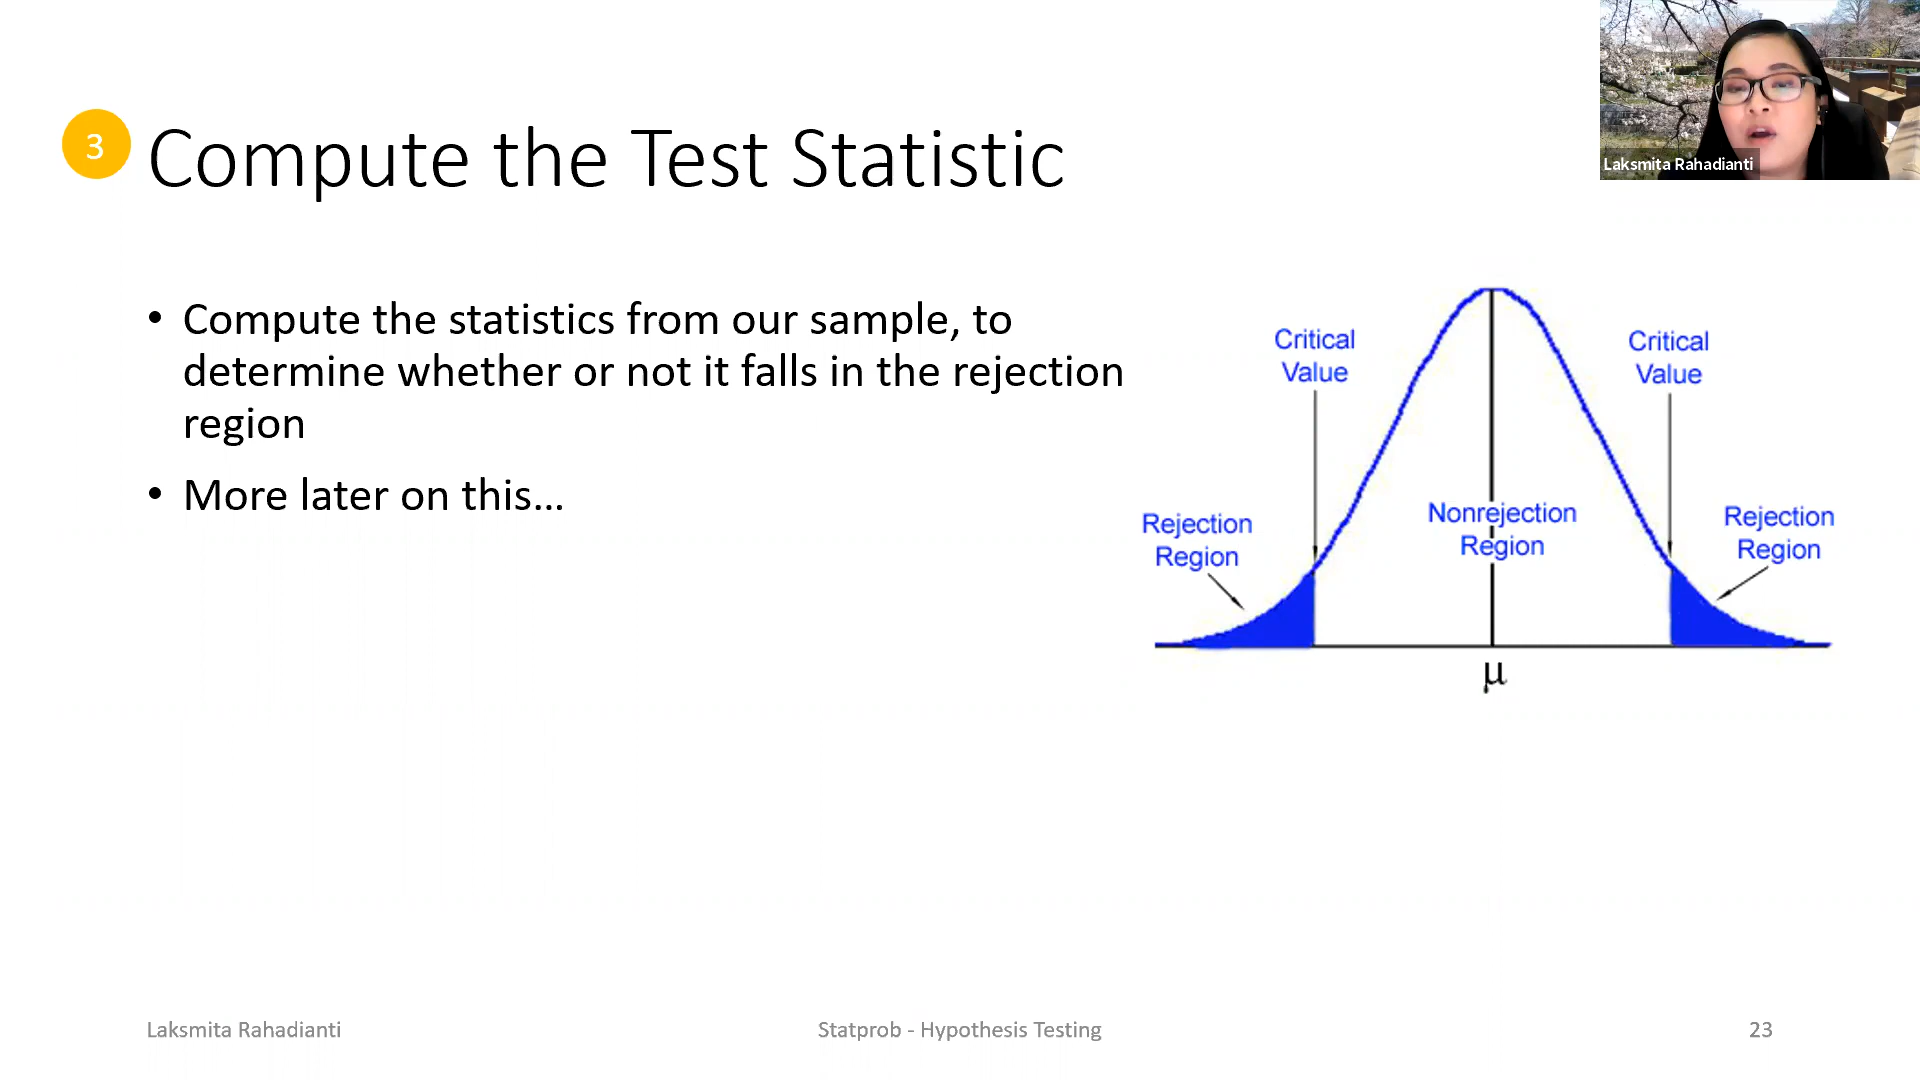 3
Compute the Test Statistic
Laksmita Rahadianti
• Compute the statistics from our sample, to
determine whether or not it falls in the rejection
region
• More later on this...
Critical
Value
Critical
Value
Rejection
Region
Nonrejection
Region
Rejection
Region
μ
Laksmita Rahadianti
Statprob - Hypothesis Testing
23